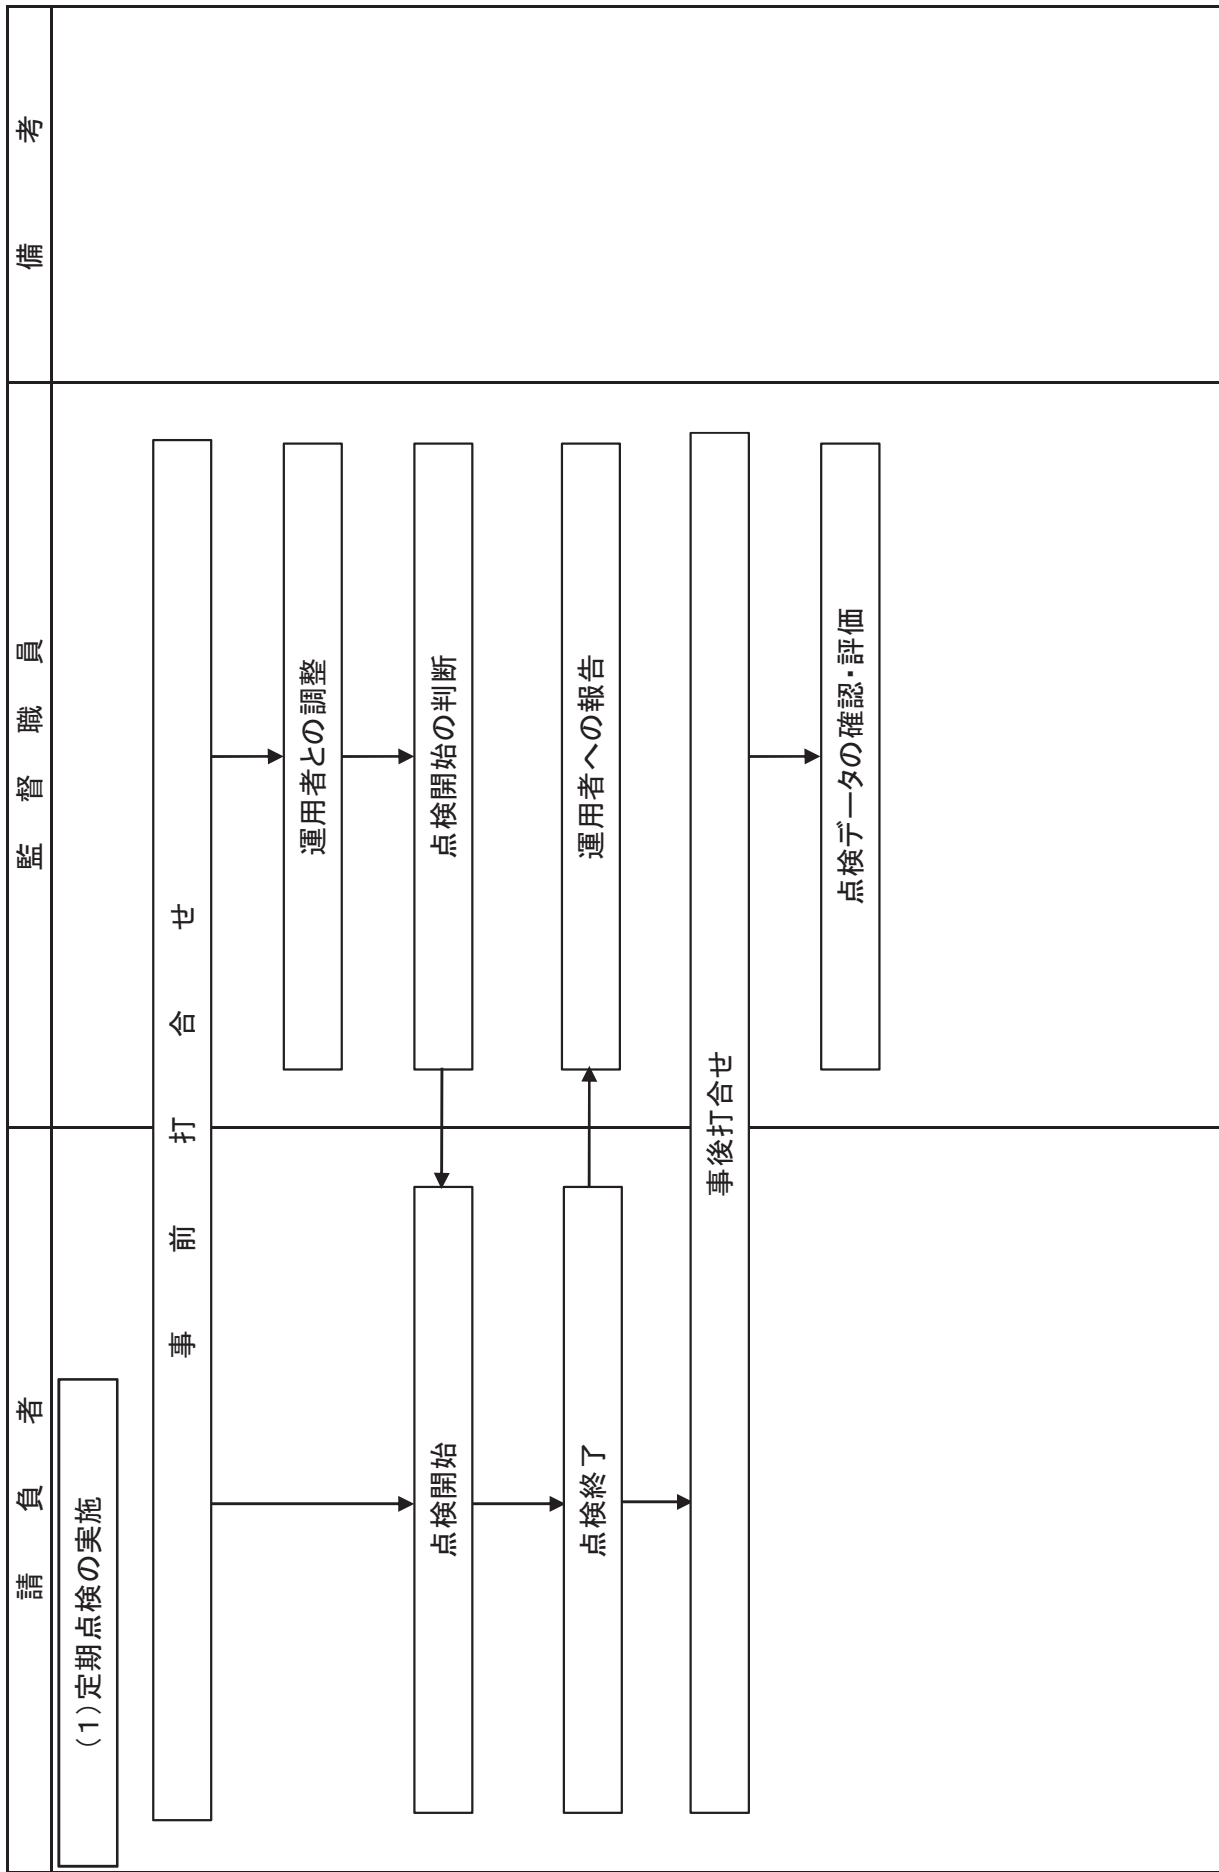 請負者
監督職員
備考
(1)定期点検の実施
事前打合せ
運用者との調整
点検開始
点検開始の判断
点検終了
運用者への報告
事後打合せ
点検データの確認・評価